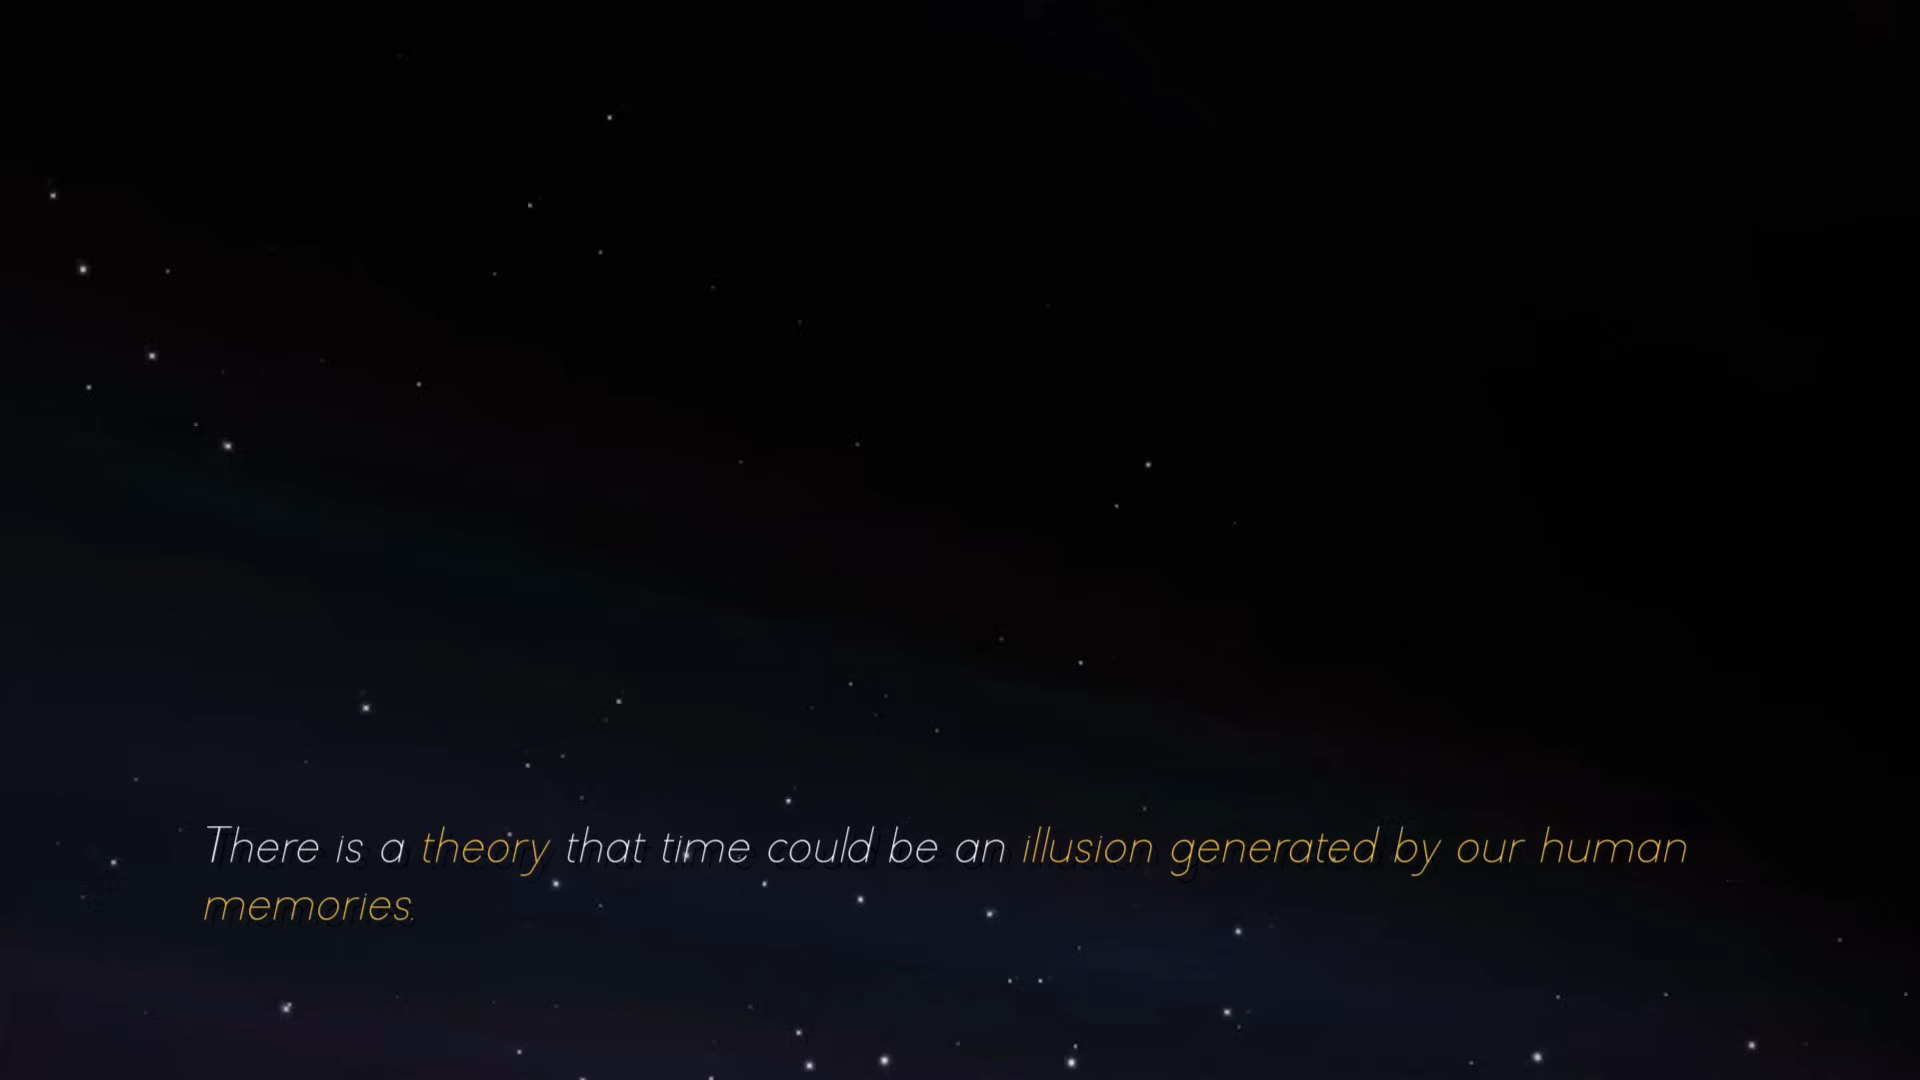 There is a theory that time could be an illusion generated by our human
memories.